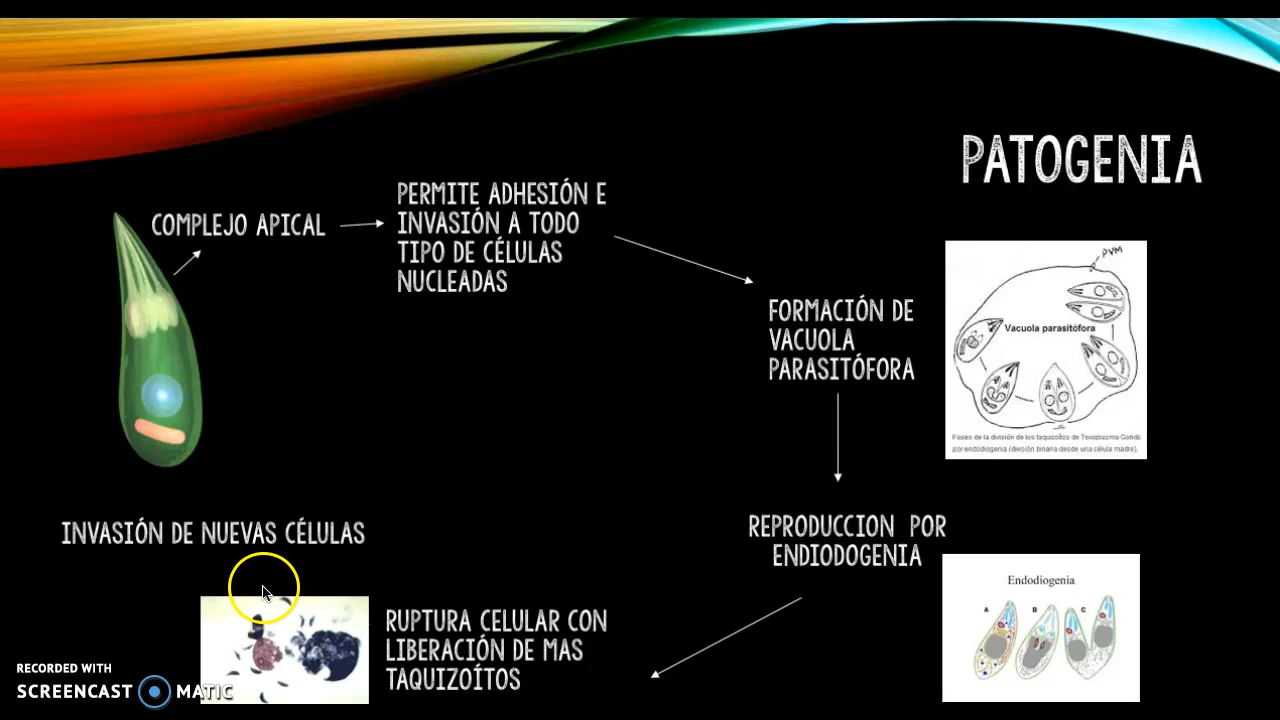 PATOGENIA
COMPLEJO APICAL
PERMITE ADHESIÓN E
INVASIÓN A TODO
TIPO DE CÉLULAS
NUCLEADAS
FORMACIÓN DE
VACUOLA
PARASITÓFORA
PVM
Vacuola parasitófora
Fases de la división de los taquizoítos de Toxoplasma Gondii
por endodiogenia (división binaria desde una célula madre).
REPRODUCCION POR
ENDIODOGENIA
Endodiogenia
A B C
RUPTURA CELULAR CON
LIBERACIÓN DE MAS
TAQUIZOÍTOS
INVASIÓN DE NUEVAS CÉLULAS
RECORDED WITH
SCREENCAST MATIC